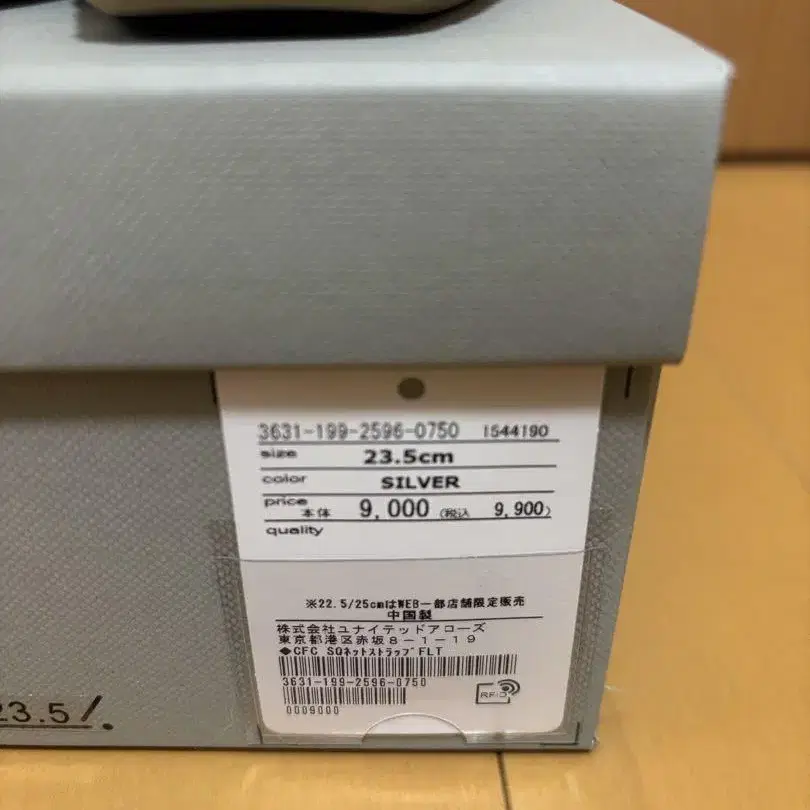 3631-199-2596-0750 1544190
size 23.5cm
color SILVER
price 本体 9,000 (税込 9,900)
quality
※22.5/25cmはWEB一部店舗限定販売
中国製
株式会社ユナイテッドアローズ
東京都港区赤坂8-1-19
◆CFC SQネットストラップFLT
3631-199-2596-0750
0009000
RFID
23.5/.